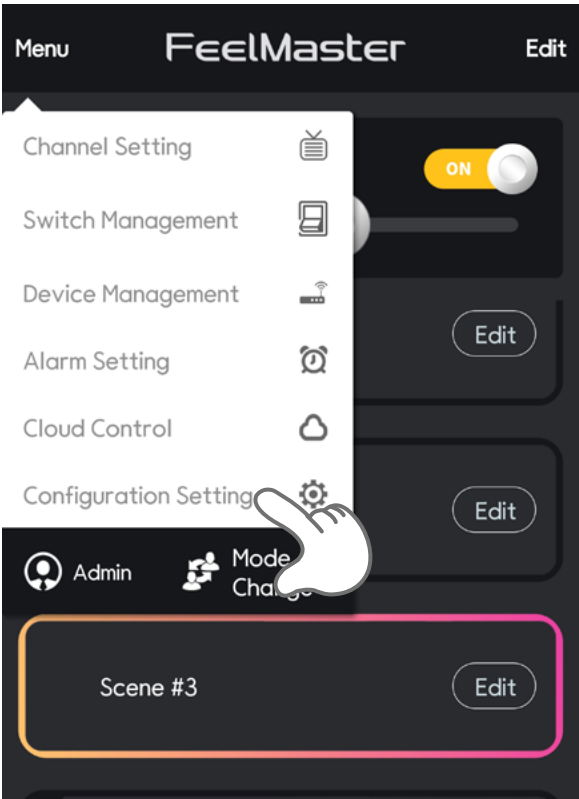 Menu FeelMaster Edit
Channel Setting
ON
Switch Management
Device Management
Edit
Alarm Setting
Cloud Control
Configuration Setting
Edit
Admin
Mode
Change
Scene #3 Edit